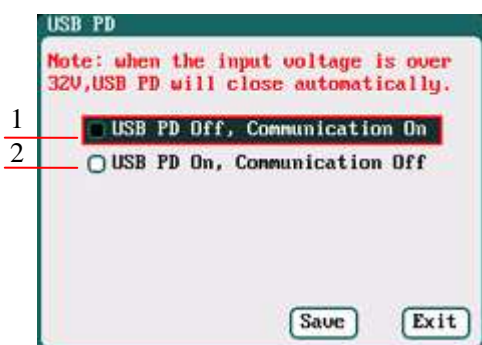 USB PD
Note: when the input voltage is over
32V,USB PD will close automatically.
1
USB PD Off, Communication On
2
USB PD On, Communication Off
Save Exit